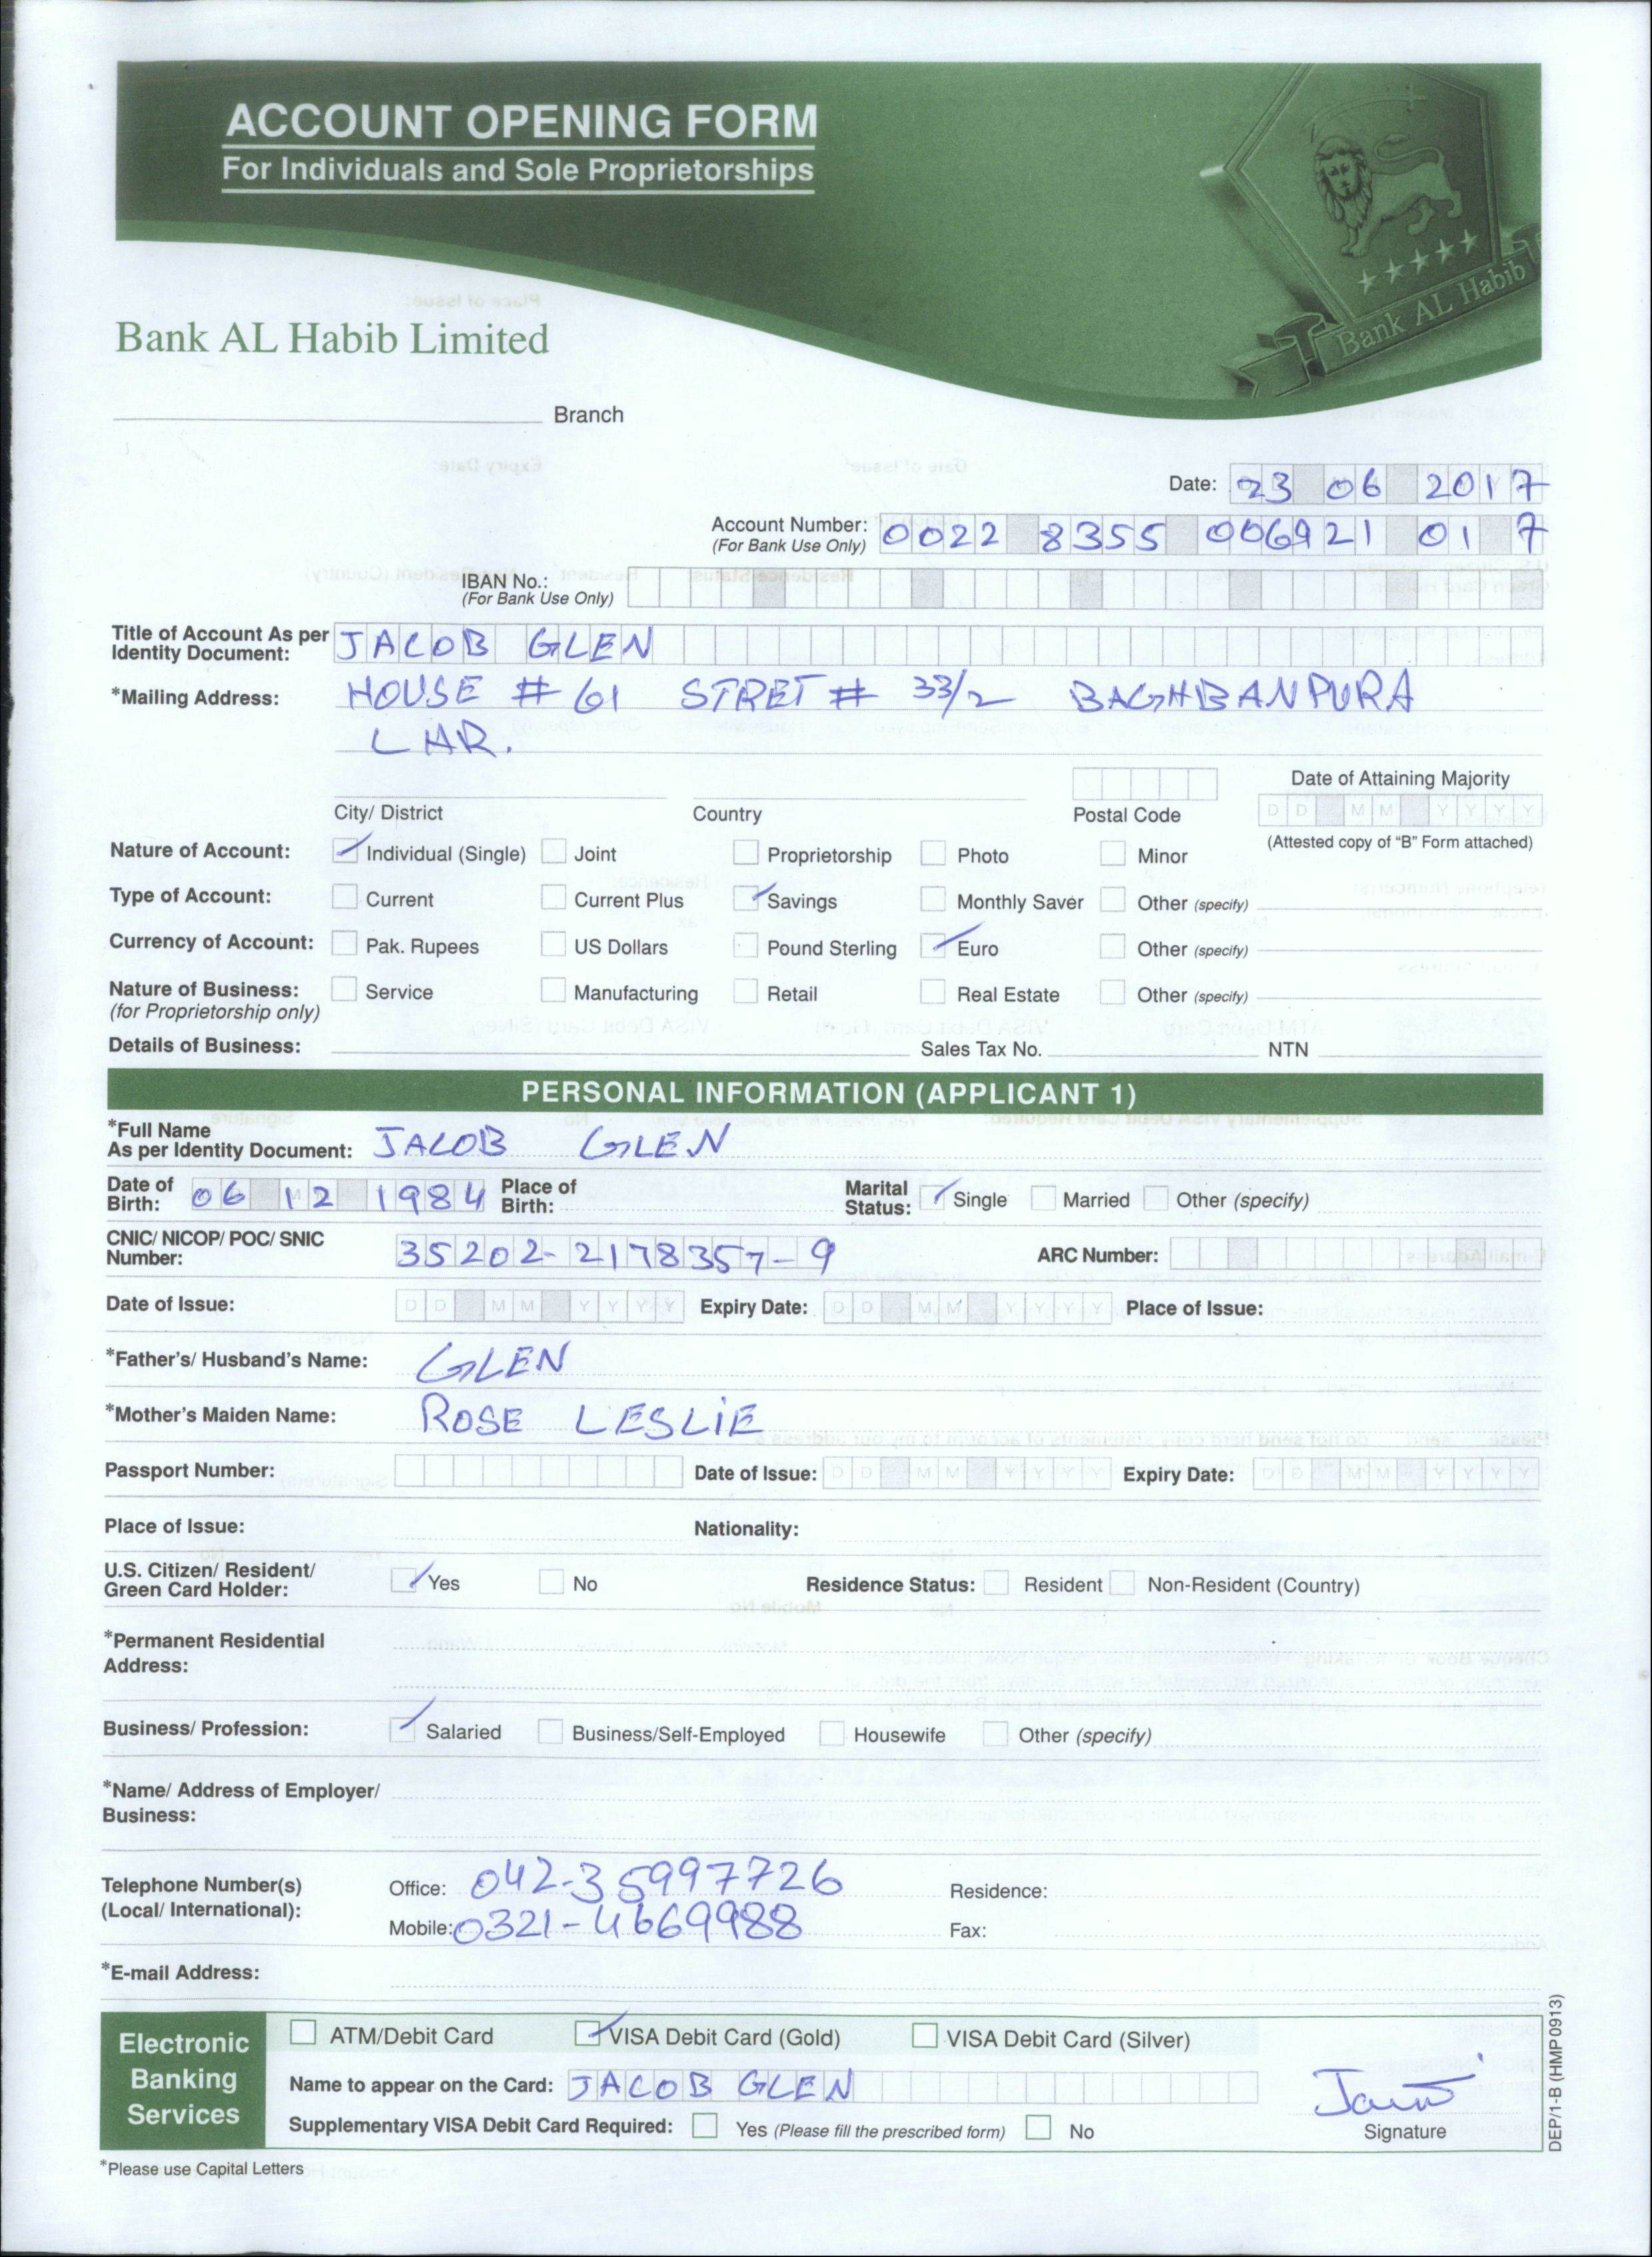 ACCOUNT OPENING FORM
For Individuals and Sole Proprietorships
Bank AL Habib
Bank AL Habib Limited
Branch
Date: 23 06 2017
Account Number: 0022 8355 006921 01 7
(For Bank Use Only)
IBAN No.:
(For Bank Use Only)
Title of Account As per Identity Document: JACOB GLEN
*Mailing Address: HOUSE # 61 STRET # 33/2 BAGHBANPURA
LHR.
City/ District Country Postal Code Date of Attaining Majority
D D M M Y Y Y Y
(Attested copy of “B” Form attached)
Nature of Account: Individual (Single) Joint Proprietorship Photo Minor
Type of Account: Current Current Plus Savings Monthly Saver Other (specify)
Currency of Account: Pak. Rupees US Dollars Pound Sterling Euro Other (specify)
Nature of Business: Service Manufacturing Retail Real Estate Other (specify)
(for Proprietorship only)
Details of Business: Sales Tax No. NTN
PERSONAL INFORMATION (APPLICANT 1)
*Full Name
As per Identity Document: JACOB GLEN
Date of Birth: 06 12 1984 Place of Birth: Marital Status: Single Married Other (specify)
CNIC/ NICOP/ POC/ SNIC Number: 35202-2178357-9 ARC Number:
Date of Issue: D D M M Y Y Y Y Expiry Date: D D M M Y Y Y Y Place of Issue:
*Father's/ Husband's Name: GLEN
*Mother's Maiden Name: ROSE LESLiE
Passport Number: Date of Issue: D D M M Y Y Y Y Expiry Date: D D M M Y Y Y Y
Place of Issue: Nationality:
U.S. Citizen/ Resident/ Green Card Holder: Yes No Residence Status: Resident Non-Resident (Country)
*Permanent Residential Address:
Business/ Profession: Salaried Business/Self-Employed Housewife Other (specify)
*Name/ Address of Employer/ Business:
Telephone Number(s) Office: 042-35997726 Residence:
(Local/ International): Mobile: 0321-4669988 Fax:
*E-mail Address:
Electronic Banking Services
ATM/Debit Card VISA Debit Card (Gold) VISA Debit Card (Silver)
Name to appear on the Card: JACOB GLEN
Supplementary VISA Debit Card Required: Yes (Please fill the prescribed form) No
Signature
DEP/1-B (HMP0913)
*Please use Capital Letters